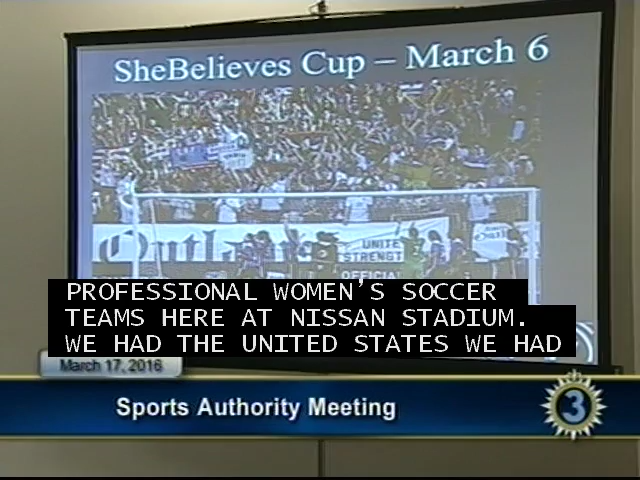 SheBelieves Cup – March 6
Outlaws
UNITE
STRENGT
OFFICIAL
PROFESSIONAL WOMEN'S SOCCER
TEAMS HERE AT NISSAN STADIUM.
WE HAD THE UNITED STATES WE HAD
March 17, 2016
Sports Authority Meeting
3